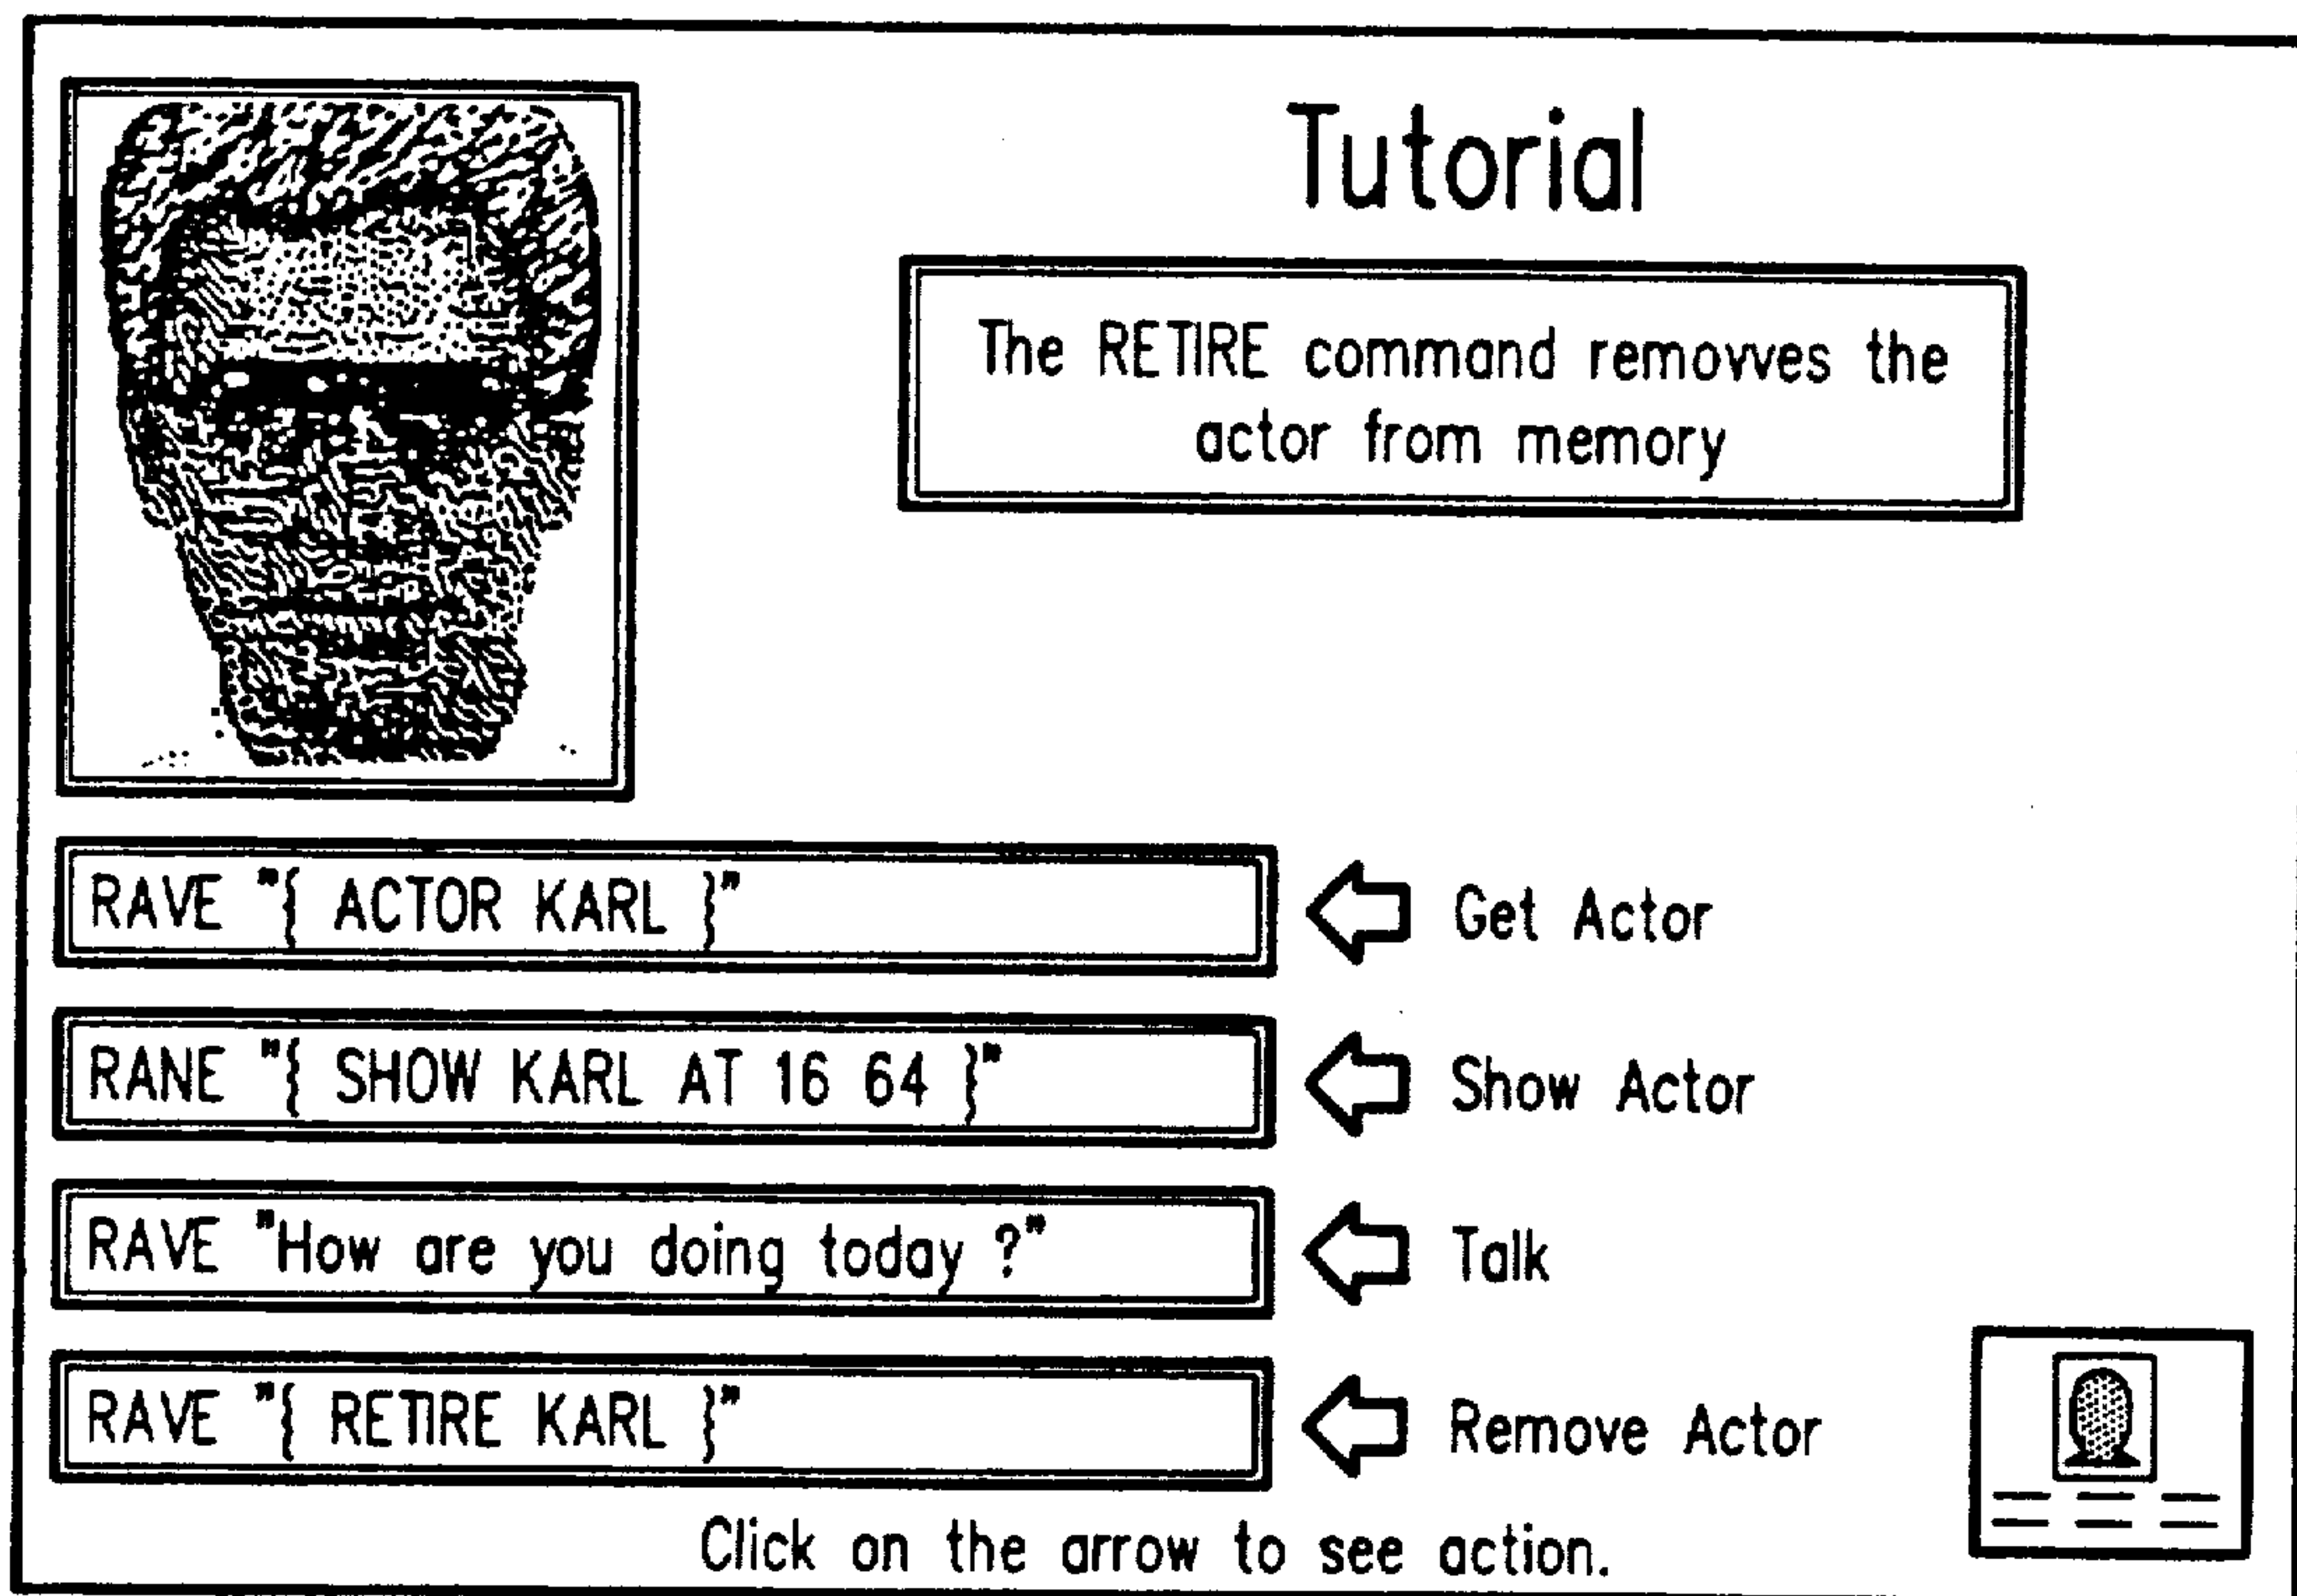 Tutorial
The RETIRE command removves the
actor from memory
RAVE "{ ACTOR KARL }"
Get Actor
RANE "{ SHOW KARL AT 16 64 }"
Show Actor
RAVE "How are you doing today ?"
Talk
RAVE "{ RETIRE KARL }"
Remove Actor
Click on the arrow to see action.